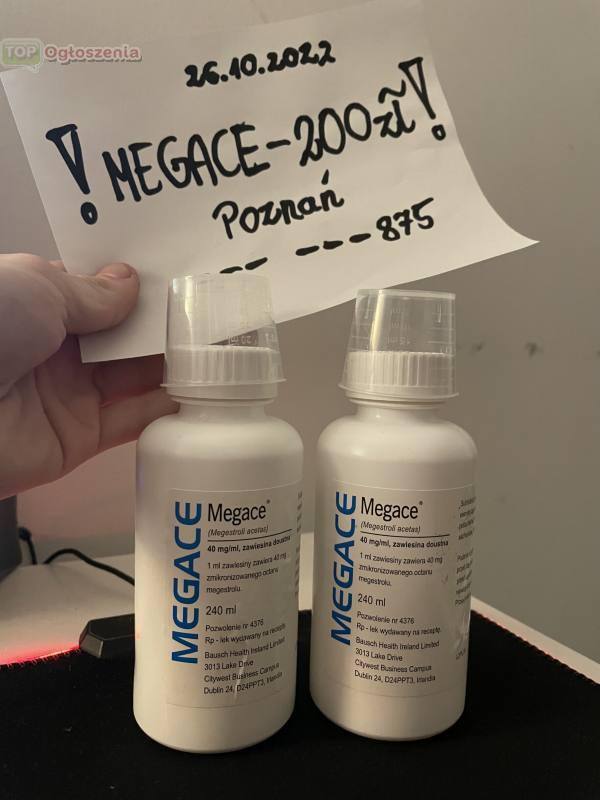 TOP Ogłoszenia
26.10.2022
! MEGACE-200zł !
Poznań
-- ---875
MEGACE
Megace®
(Megestroli acetas)
40 mg/ml, zawiesina doustna
1 ml zawiesiny zawiera 40 mg
zmikronizowanego octanu
megestrolu.
240 ml
Pozwolenie nr 4376
Rp - lek wydawany na receptę.
Bausch Health Ireland Limited
3013 Lake Drive
Citywest Business Campus
Dublin 24, D24PPT3, Irlandia
MEGACE
Megace®
(Megestroli acetas)
40 mg/ml, zawiesina doustna
1 ml zawiesiny zawiera 40 mg
zmikronizowanego octanu
megestrolu.
240 ml
Pozwolenie nr 4376
Rp - lek wydawany na receptę.
Bausch Health Ireland Limited
3013 Lake Drive
Citywest Business Campus
Dublin 24, D24PPT3, Irlandia